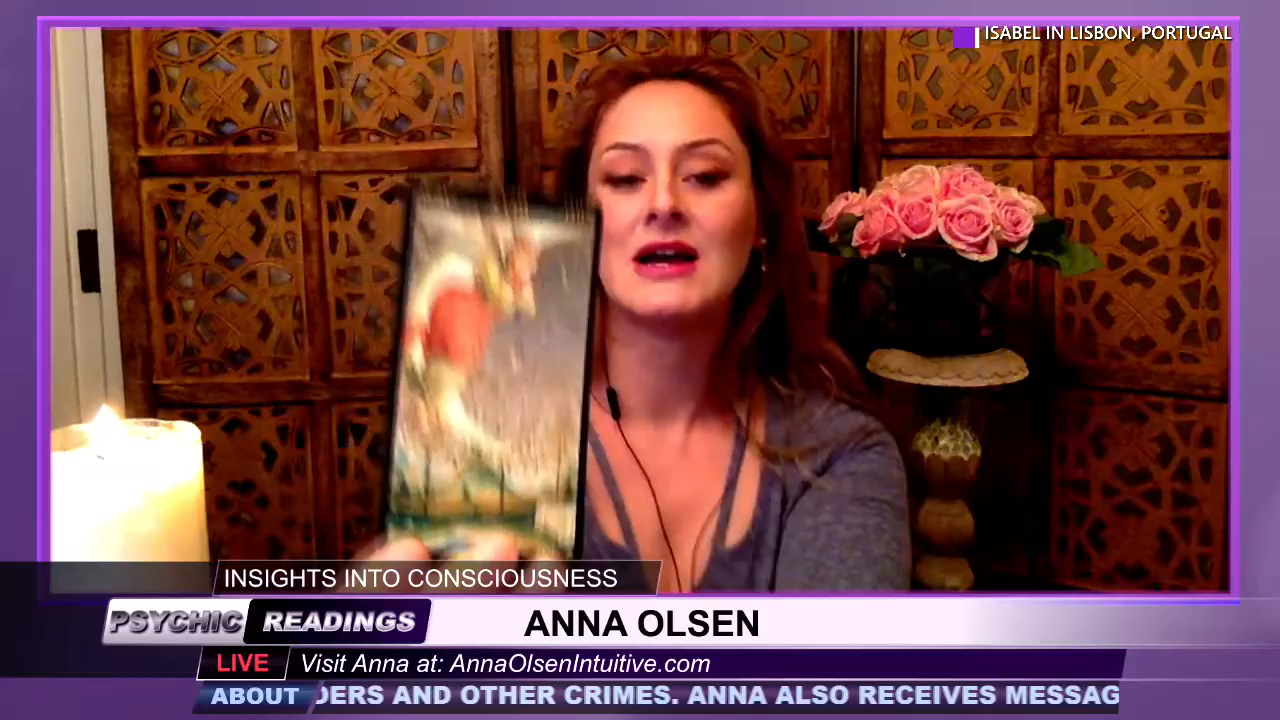 ISABEL IN LISBON, PORTUGAL
INSIGHTS INTO CONSCIOUSNESS
PSYCHIC READINGS
ANNA OLSEN
LIVE Visit Anna at: AnnaOlsenIntuitive.com
ABOUT DERS AND OTHER CRIMES. ANNA ALSO RECEIVES MESSAG